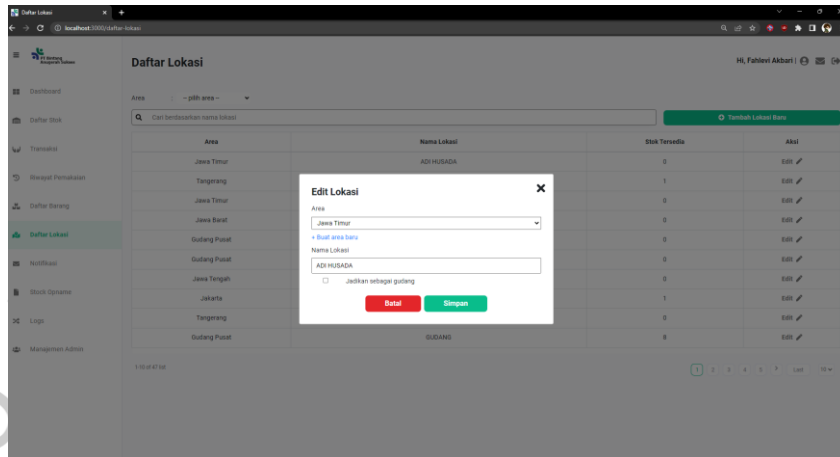 Daftar Lokasi
localhost:3000/daftar-lokasi
Daftar Lokasi
Hi, Fahlevi Akbari |
Dashboard
Daftar Stok
Transaksi
Riwayat Pemakaian
Daftar Barang
Daftar Lokasi
Notifikasi
Stock Opname
Logs
Manajemen Admin
Area : -- pilih area --
Cari berdasarkan nama lokasi
Tambah Lokasi Baru
Area Nama Lokasi Stok Tersedia Aksi
Jawa Timur ADI HUSADA 0 Edit
Tangerang 1 Edit
Jawa Timur 0 Edit
Jawa Barat 0 Edit
Gudang Pusat 0 Edit
Gudang Pusat 0 Edit
Jawa Tengah 0 Edit
Jakarta 1 Edit
Tangerang 0 Edit
Gudang Pusat GUDANG 9 Edit
Edit Lokasi
Area
Jawa Timur
+ Buat area baru
Nama Lokasi
ADI HUSADA
Jadikan sebagai gudang
Batal Simpan
1 2 3 4 5 > Last 10